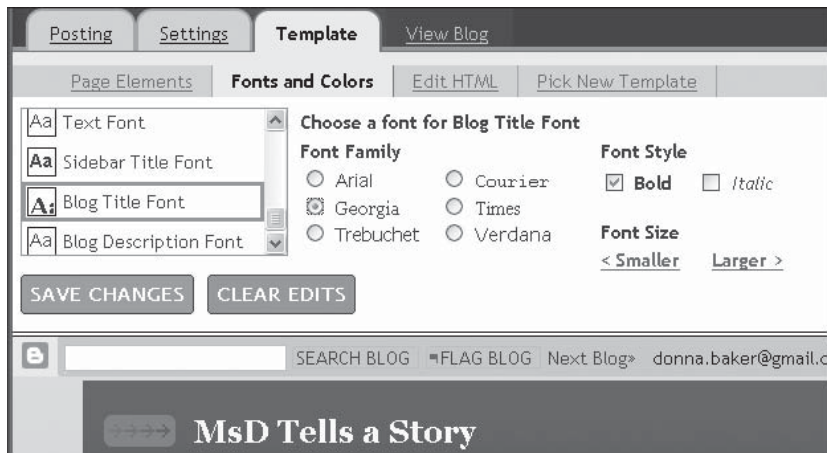 Posting Settings Template View Blog
Page Elements Fonts and Colors Edit HTML Pick New Template
Aa Text Font
Aa Sidebar Title Font
A Blog Title Font
Aa Blog Description Font
Choose a font for Blog Title Font
Font Family
Arial Courier
Georgia Times
Trebuchet Verdana
Font Style
Bold Italic
Font Size
< Smaller Larger >
SAVE CHANGES CLEAR EDITS
SEARCH BLOG FLAG BLOG Next Blog» donna.baker@gmail.c
MsD Tells a Story